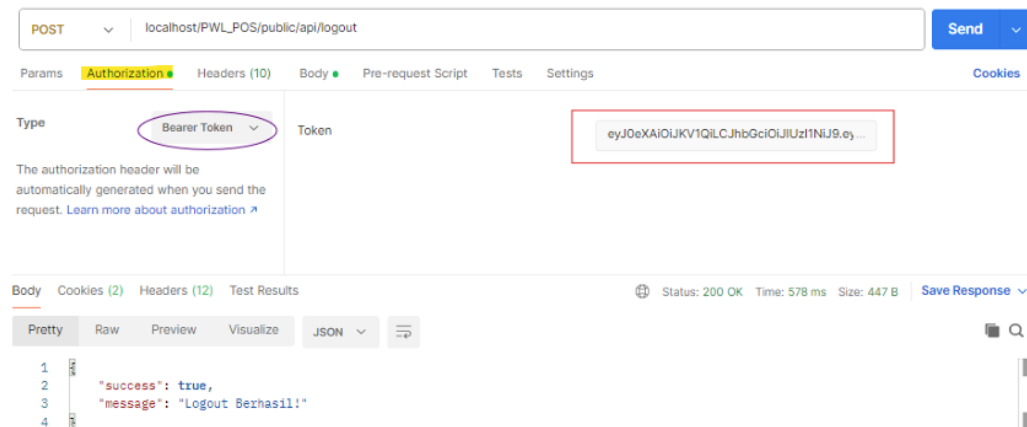 POST localhost/PWL_POS/public/api/logout Send
Params Authorization Headers (10) Body Pre-request Script Tests Settings Cookies
Type Bearer Token Token eyJ0eXAiOiJKV1QiLCJhbGciOiJIUzI1NiJ9.ey...
The authorization header will be
automatically generated when you send the
request. Learn more about authorization ↗
Body Cookies (2) Headers (12) Test Results Status: 200 OK Time: 578 ms Size: 447 B Save Response
Pretty Raw Preview Visualize JSON
1 {
2 "success": true,
3 "message": "Logout Berhasil!"
4 }